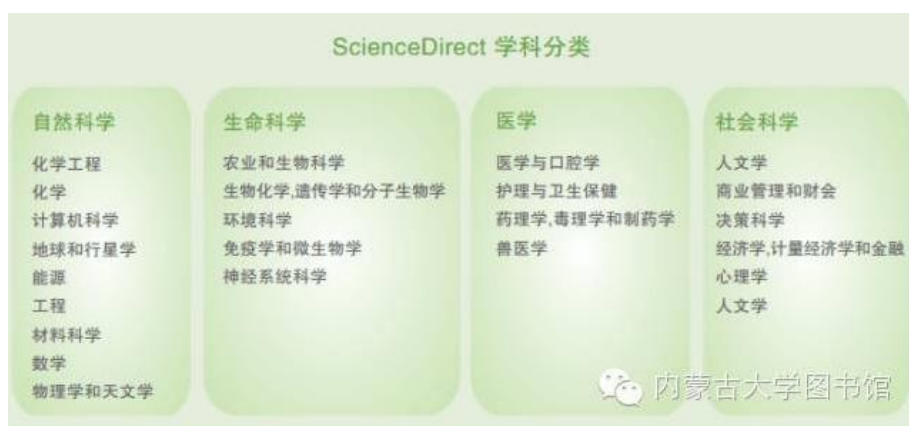 ScienceDirect 学科分类
自然科学
化学工程
化学
计算机科学
地球和行星学
能源
工程
材料科学
数学
物理学和天文学
生命科学
农业和生物科学
生物化学,遗传学和分子生物学
环境科学
免疫学和微生物学
神经系统科学
医学
医学与口腔学
护理与卫生保健
药理学,毒理学和制药学
兽医学
社会科学
人文学
商业管理和财会
决策科学
经济学,计量经济学和金融
心理学
人文学
内蒙古大学图书馆